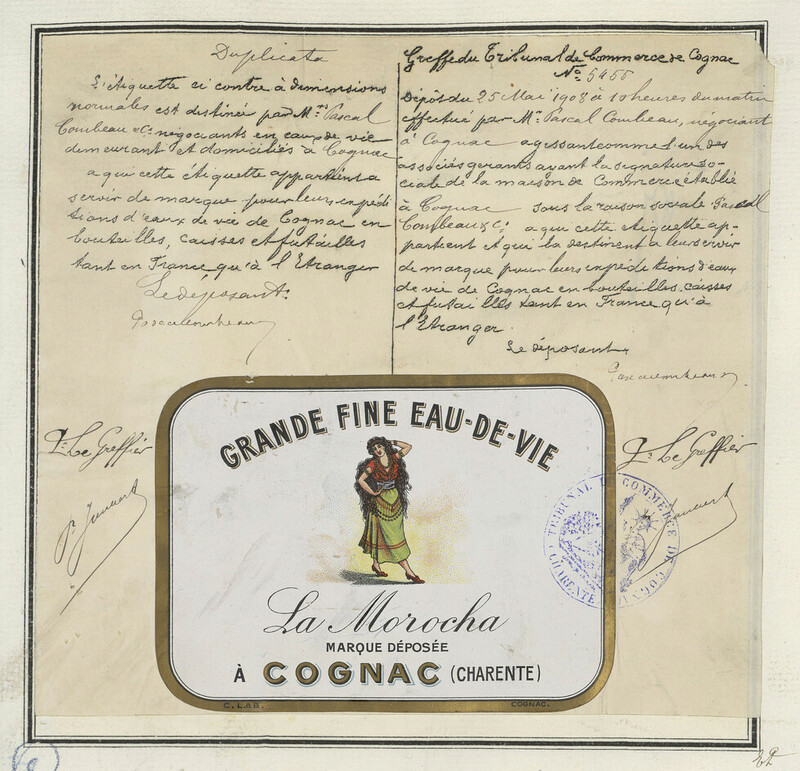 Duplicata
L'étiquette ci contre à dimensions
normales est destinée par Mrs Pascal
Combeau & Cie négociants en eaux de vie
demeurant et domiciliés à Cognac
a qui cette étiquette appartient a
servir de marque pour leurs expédi
tions d'eaux de vie de Cognac en
bouteilles, caisses et futailles
tant en France qu'à l'Etranger
Le déposant.
Greffe du Tribunal de Commerce de Cognac
No 5455
Dépôt du 25 Mai 1908 à 10 heures du matin
effectué par Mr Pascal Combeau, négociant
à Cognac agissant comme l'un des
associés gérants ayant la signature So-
ciale de la maison de Commerce établie
à Cognac sous la raison sociale Pascal
Combeau & Cie a qui cette étiquette ap-
partient et qui la destinent a leur servir
de marque pour leurs expéditions d'eaux
de vie de Cognac en bouteilles, caisses
et futailles tant en France qu'à
l'Etranger.
Le déposant
Le Greffier
Le Greffier
GRANDE FINE EAU-DE-VIE
La Morocha
MARQUE DÉPOSÉE
À COGNAC (CHARENTE)
C. LAB. COGNAC.
TRIBUNAL DE COMMERCE DE COGNAC
CHARENTE